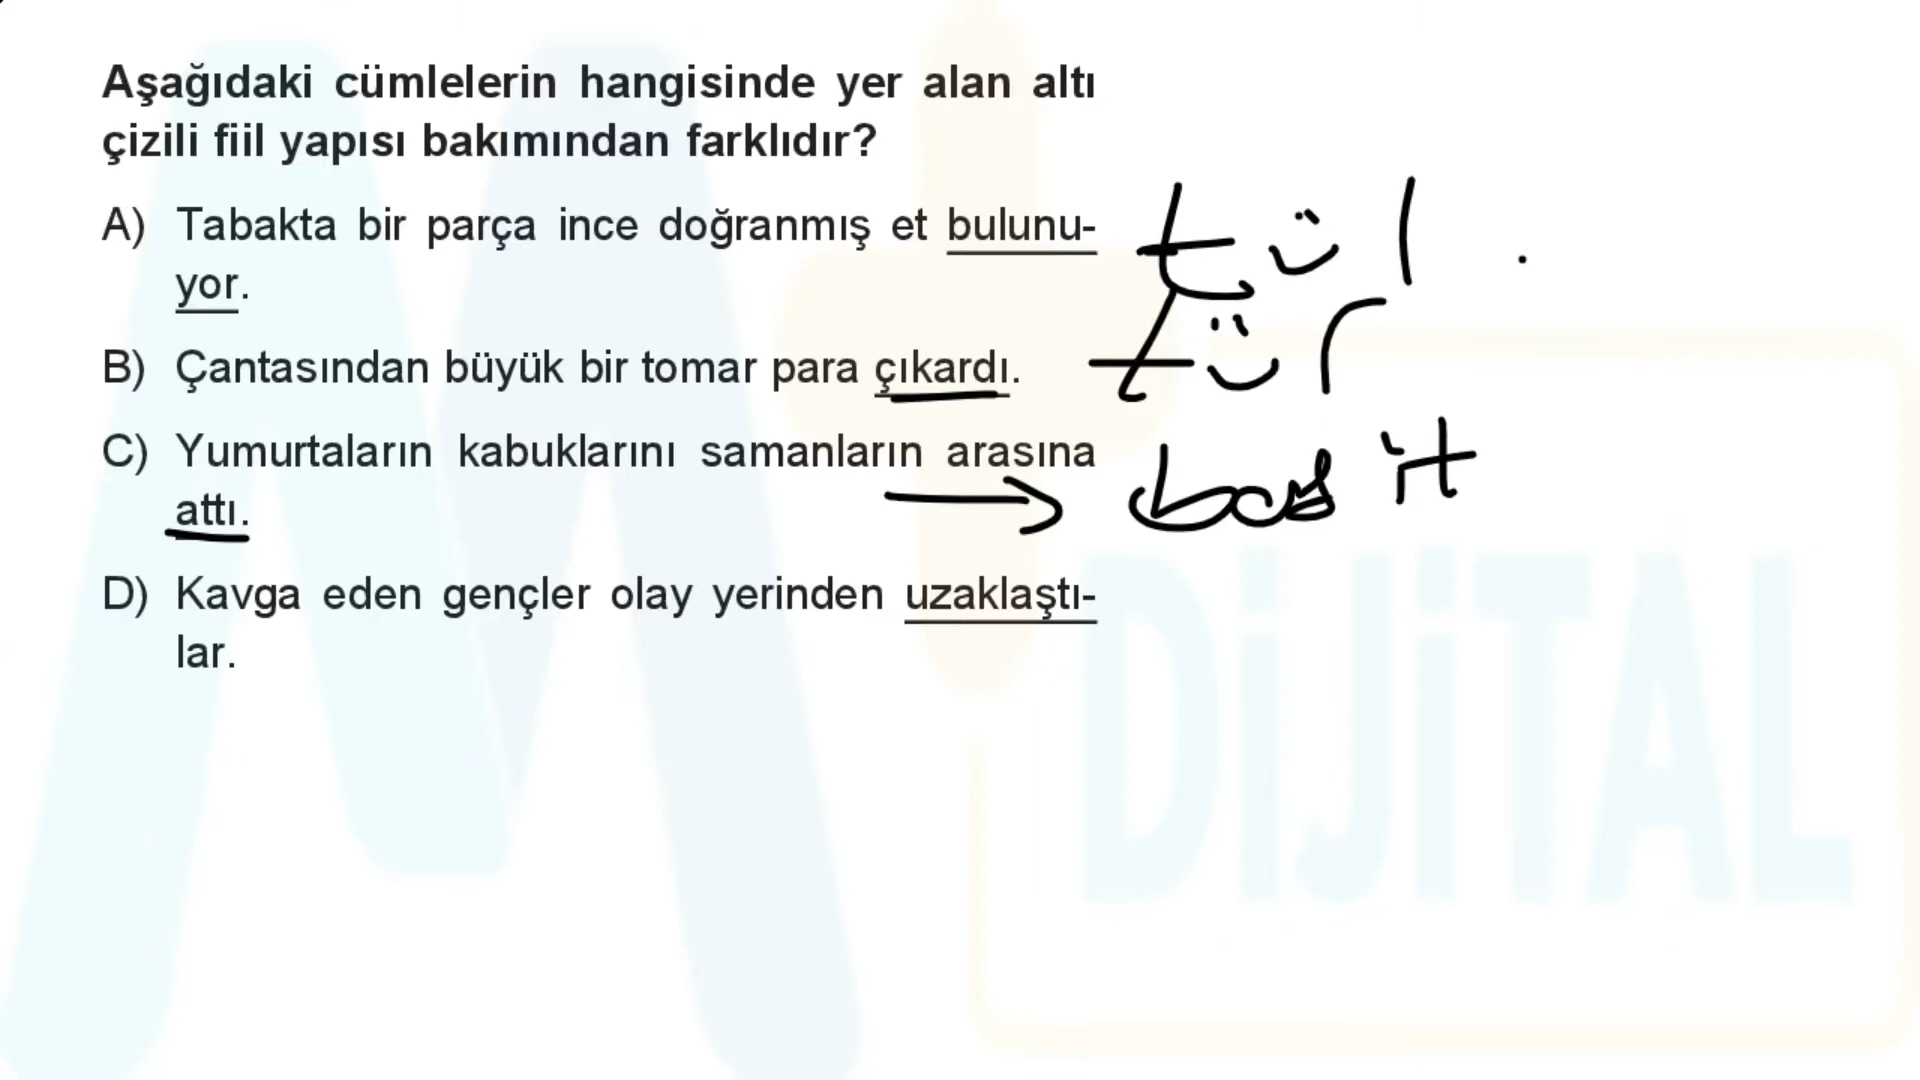 Aşağıdaki cümlelerin hangisinde yer alan altı
çizili fiil yapısı bakımından farklıdır?
A) Tabakta bir parça ince doğranmış et bulunu-
yor.
tül
B) Çantasından büyük bir tomar para çıkardı.
tür
C) Yumurtaların kabuklarını samanların arasına
attı.
basit
D) Kavga eden gençler olay yerinden uzaklaştı-
lar.
DİJİTAL